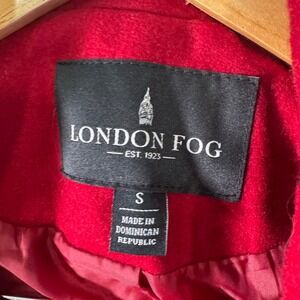 LONDON FOG
EST. 1923
S
MADE IN
DOMINICAN
REPUBLIC